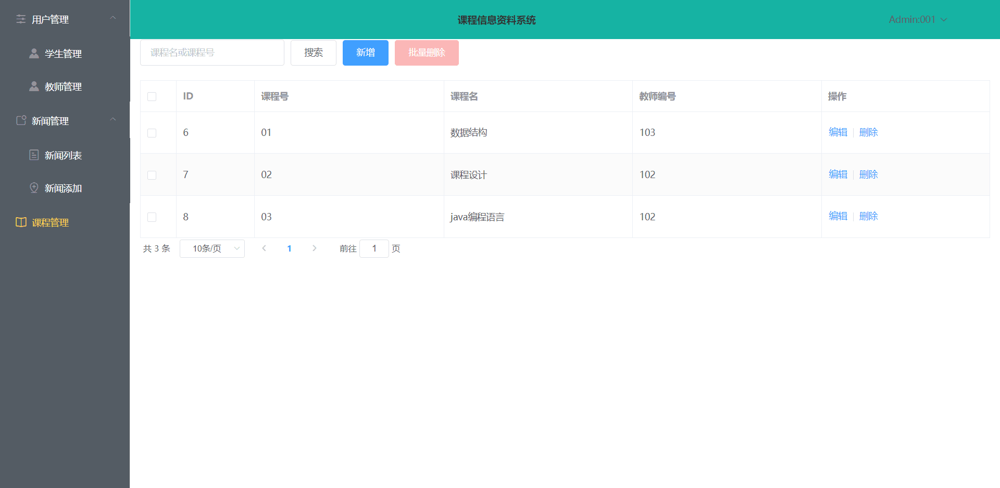 用户管理
学生管理
教师管理
新闻管理
新闻列表
新闻添加
课程管理
课程信息资料系统
Admin:001
课程名或课程号 搜索 新增 批量删除
ID 课程号 课程名 教师编号 操作
6 01 数据结构 103 编辑 删除
7 02 课程设计 102 编辑 删除
8 03 java编程语言 102 编辑 删除
共 3 条 10条/页 1 前往 1 页